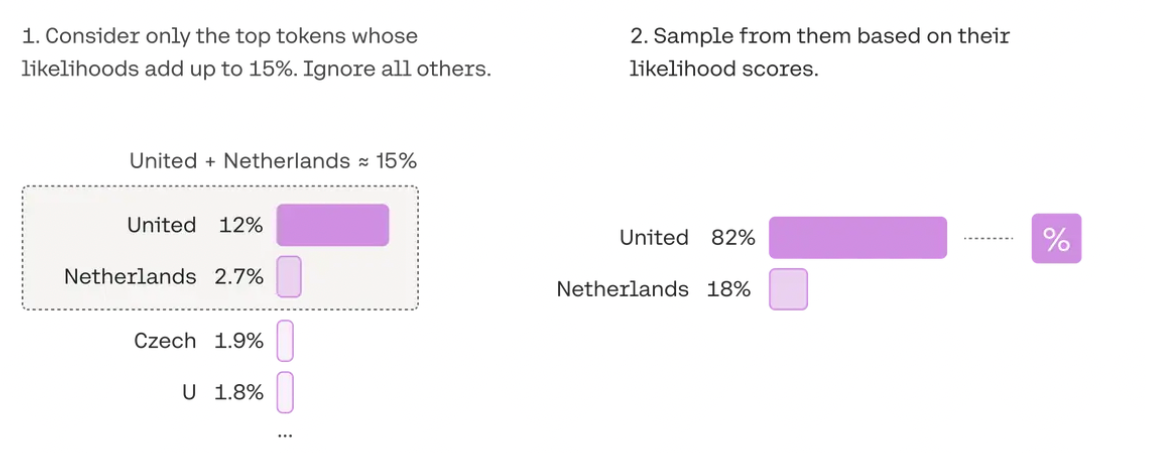 1. Consider only the top tokens whose
likelihoods add up to 15%. Ignore all others.
2. Sample from them based on their
likelihood scores.
United + Netherlands ≈ 15%
United 12%
Netherlands 2.7%
Czech 1.9%
U 1.8%
...
United 82%
%
Netherlands 18%